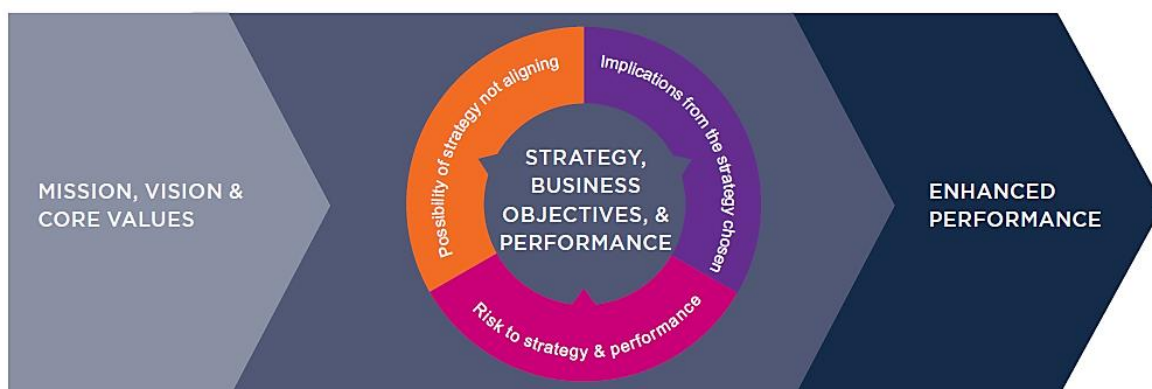 MISSION, VISION &
CORE VALUES
Possibility of strategy not aligning
Implications from the strategy chosen
STRATEGY,
BUSINESS
OBJECTIVES, &
PERFORMANCE
Risk to strategy & performance
ENHANCED
PERFORMANCE